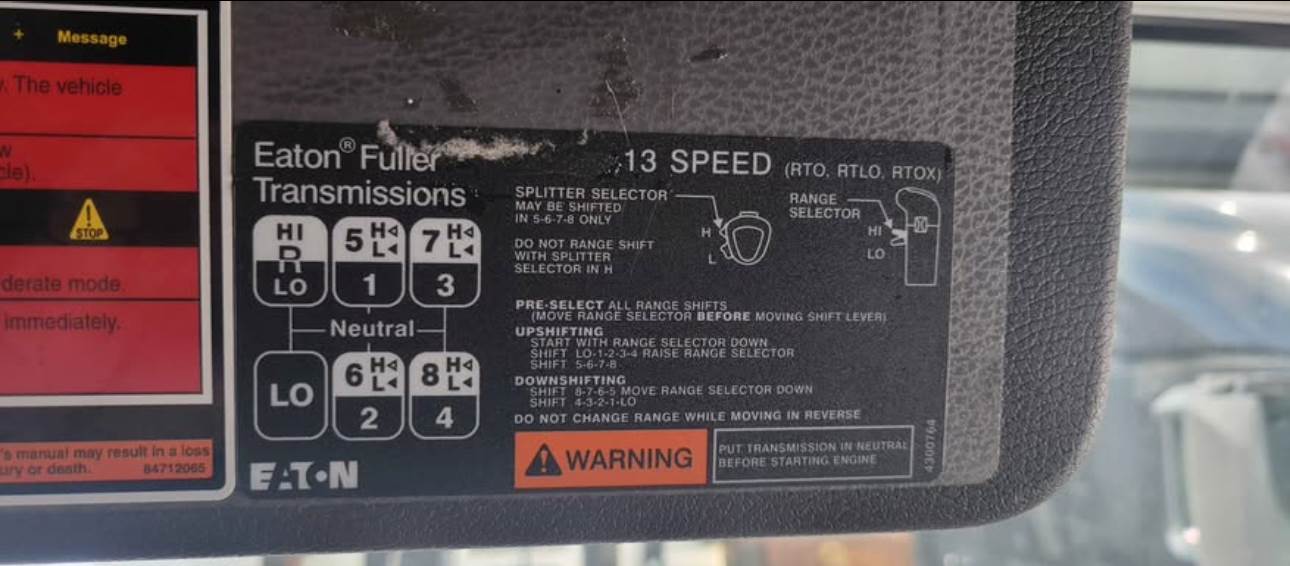 + Message
. The vehicle
w
cle).
STOP
derate mode.
immediately.
's manual may result in a loss
ury or death. 84712065
Eaton® Fuller
Transmissions
13 SPEED (RTO, RTLO, RTOX)
HI
R
LO
5 H L
1
7 H L
3
Neutral
LO
6 H L
2
8 H L
4
EATON
SPLITTER SELECTOR
MAY BE SHIFTED
IN 5-6-7-8 ONLY
H
L
RANGE
SELECTOR
HI
LO
DO NOT RANGE SHIFT
WITH SPLITTER
SELECTOR IN H
PRE-SELECT ALL RANGE SHIFTS
(MOVE RANGE SELECTOR BEFORE MOVING SHIFT LEVER)
UPSHIFTING
START WITH RANGE SELECTOR DOWN
SHIFT LO-1-2-3-4 RAISE RANGE SELECTOR
SHIFT 5-6-7-8
DOWNSHIFTING
SHIFT 8-7-6-5 MOVE RANGE SELECTOR DOWN
SHIFT 4-3-2-1-LO
DO NOT CHANGE RANGE WHILE MOVING IN REVERSE
WARNING
PUT TRANSMISSION IN NEUTRAL
BEFORE STARTING ENGINE
4300764